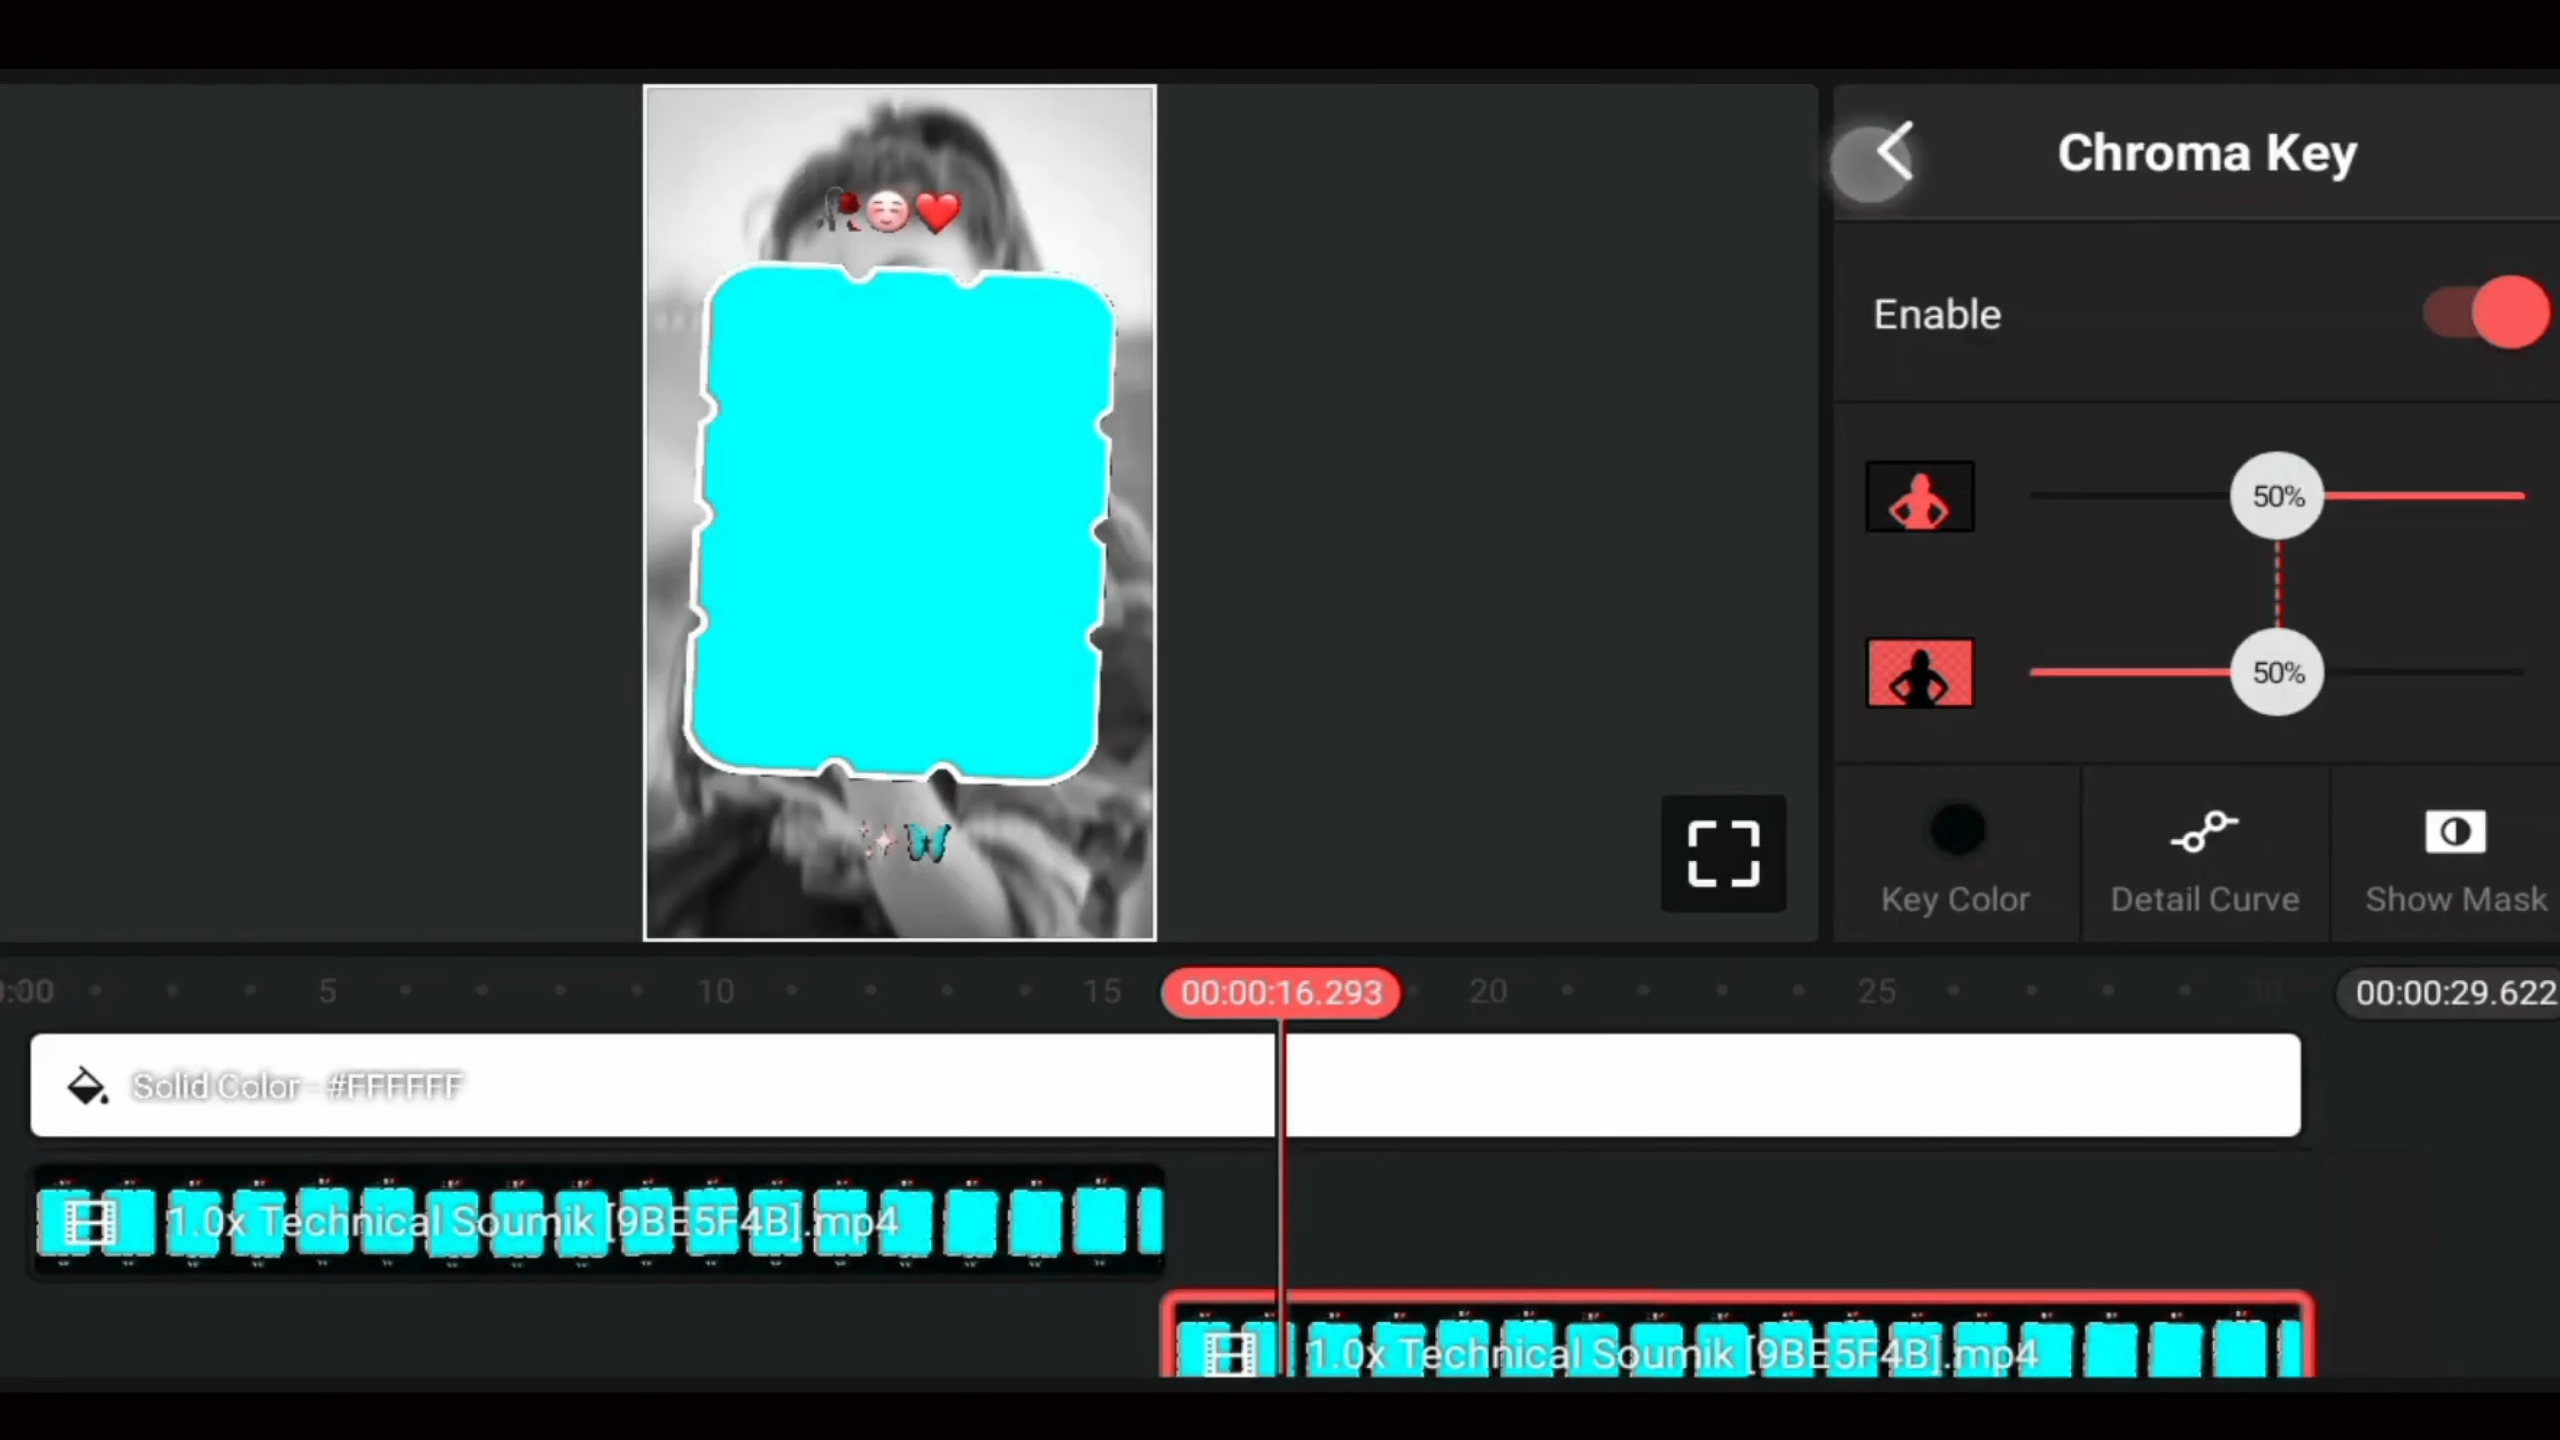 Chroma Key
Enable
50%
50%
Key Color
Detail Curve
Show Mask
5
10
15
00:00:16.293
20
25
00:00:29.622
Solid Color - #FFFFFF
1.0x Technical Soumik [9BE5F4B].mp4
1.0x Technical Soumik [9BE5F4B].mp4